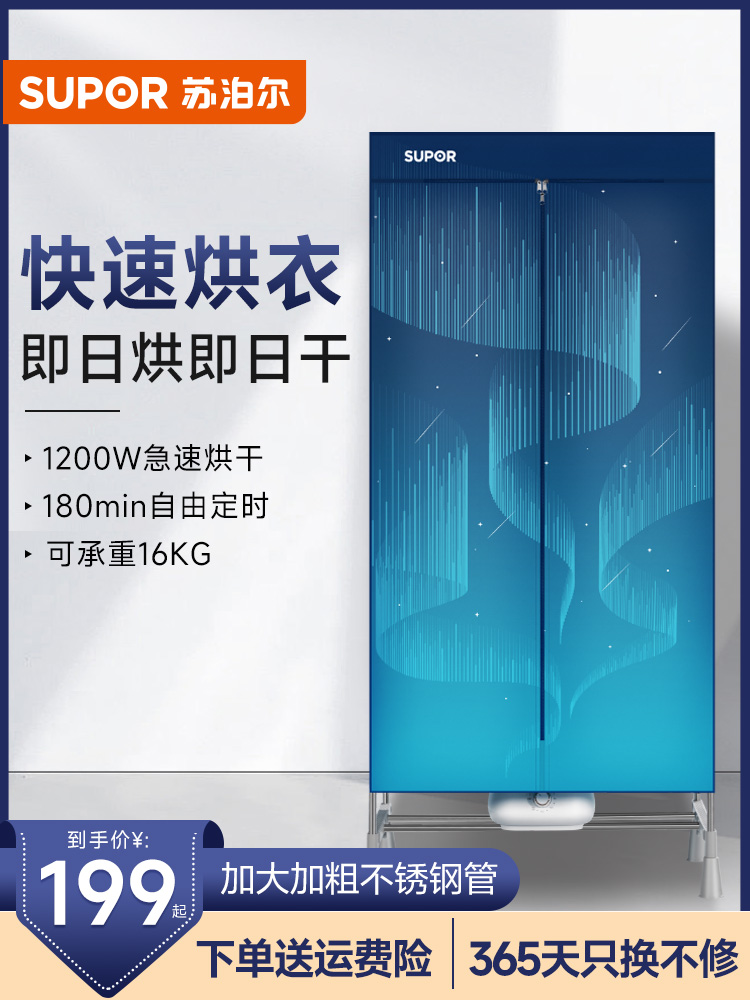 SUPOR 苏泊尔
SUPOR
快速烘衣
即日烘即日干
1200W急速烘干
180min自由定时
可承重16KG
到手价¥:
199起
加大加粗不锈钢管
下单送运费险
365天只换不修